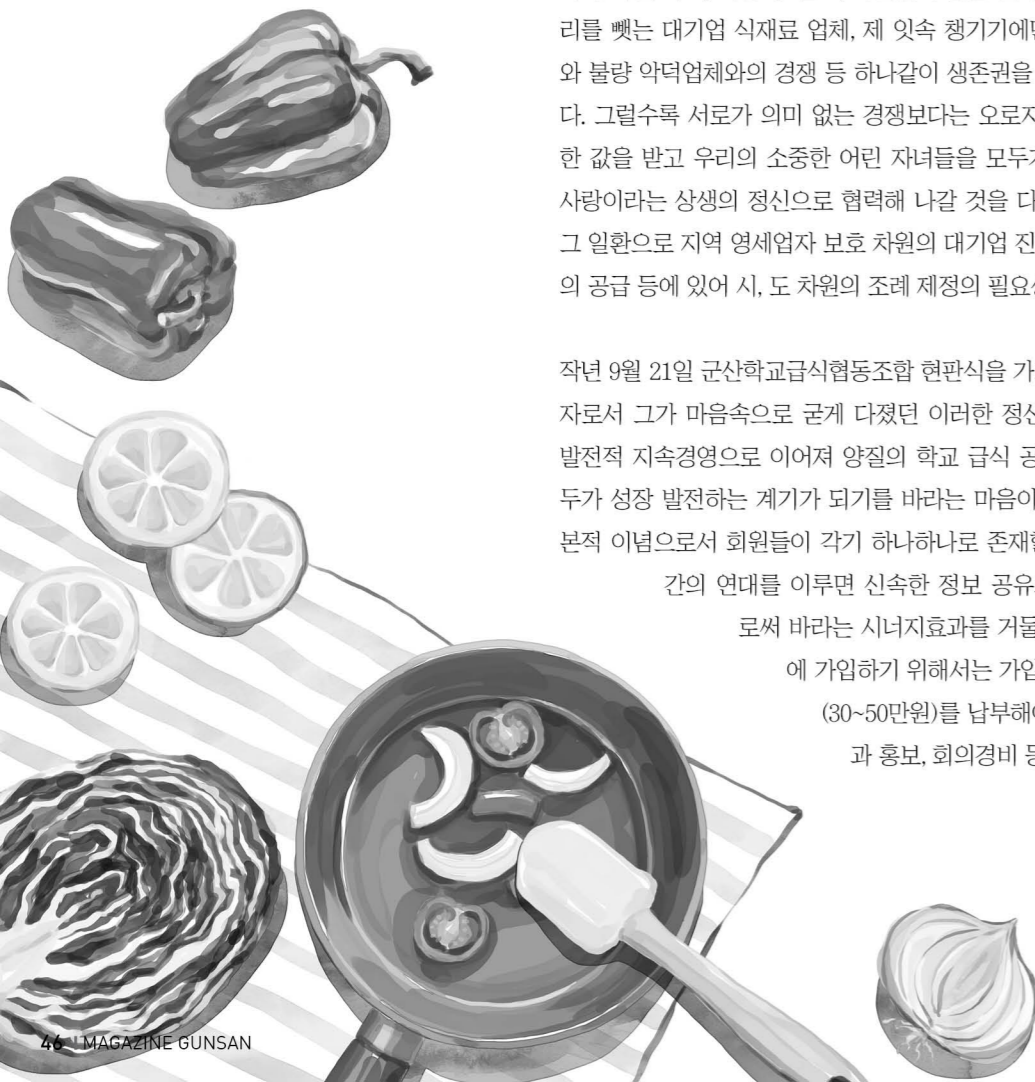 리를 뺏는 대기업 식재료 업체, 제 잇속 챙기기에만
와 불량 악덕업체와의 경쟁 등 하나같이 생존권을
다. 그럴수록 서로가 의미 없는 경쟁보다는 오로지
한 값을 받고 우리의 소중한 어린 자녀들을 모두가
사랑이라는 상생의 정신으로 협력해 나갈 것을 다
그 일환으로 지역 영세업자 보호 차원의 대기업 진
의 공급 등에 있어 시, 도 차원의 조례 제정의 필요성
작년 9월 21일 군산학교급식협동조합 현판식을 가
자로서 그가 마음속으로 굳게 다졌던 이러한 정신
발전적 지속경영으로 이어져 양질의 학교 급식 공
두가 성장 발전하는 계기가 되기를 바라는 마음이
본적 이념으로서 회원들이 각기 하나하나로 존재할
간의 연대를 이루면 신속한 정보 공유
로써 바라는 시너지효과를 거둘
에 가입하기 위해서는 가입
(30~50만원)를 납부해야
과 홍보, 회의경비 등
46 MAGAZINE GUNSAN